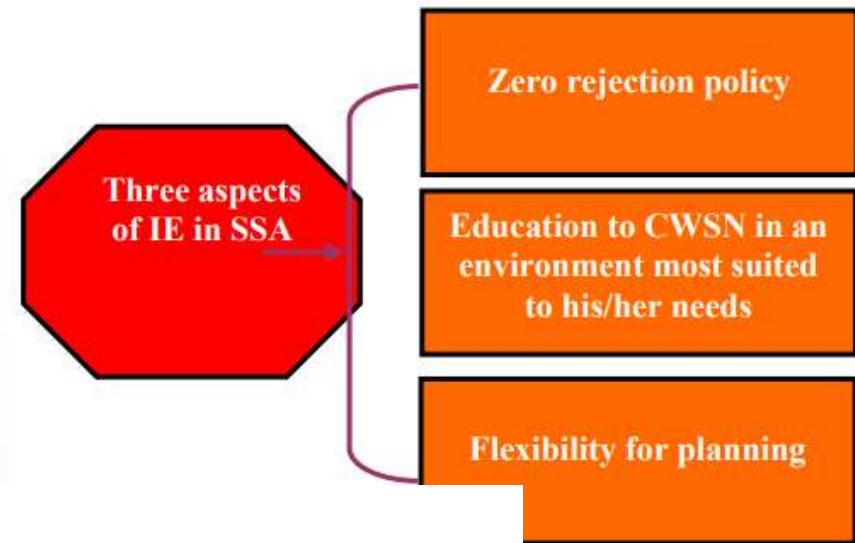 Three aspects
of IE in SSA
Zero rejection policy
Education to CWSN in an
environment most suited
to his/her needs
Flexibility for planning